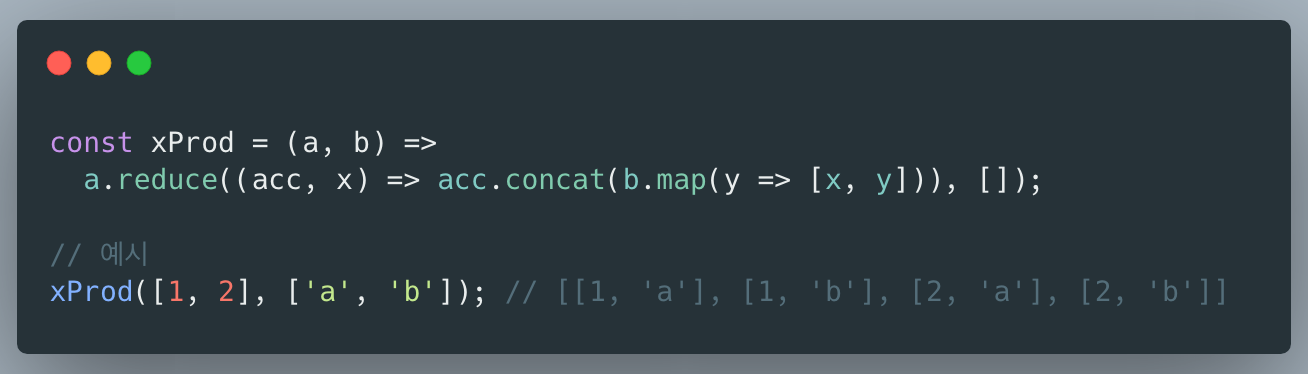 const xProd = (a, b) =>
  a.reduce((acc, x) => acc.concat(b.map(y => [x, y])), []);
// 예시
xProd([1, 2], ['a', 'b']); // [[1, 'a'], [1, 'b'], [2, 'a'], [2, 'b']]